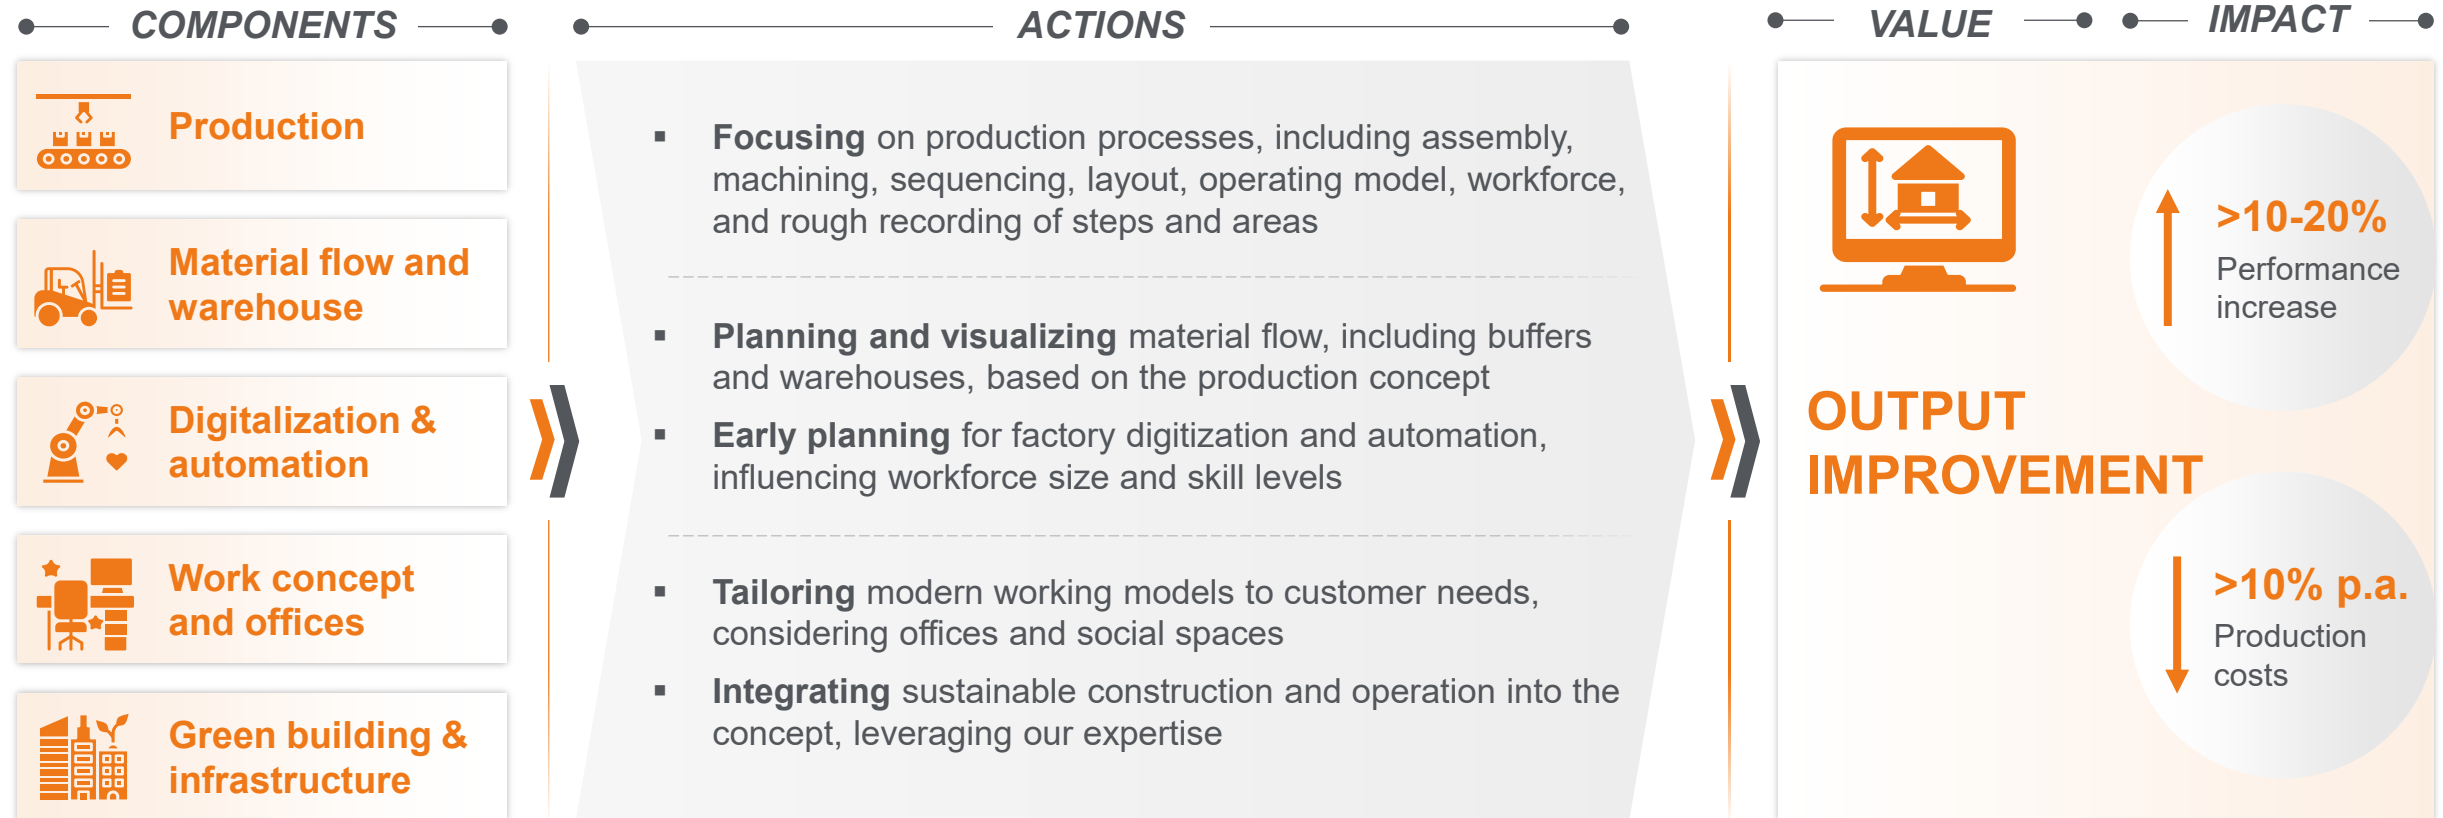 COMPONENTS
ACTIONS
VALUE
IMPACT
Production
Material flow and
warehouse
Digitalization &
automation
Work concept
and offices
Green building &
infrastructure
▪ Focusing on production processes, including assembly,
machining, sequencing, layout, operating model, workforce,
and rough recording of steps and areas
▪ Planning and visualizing material flow, including buffers
and warehouses, based on the production concept
▪ Early planning for factory digitization and automation,
influencing workforce size and skill levels
▪ Tailoring modern working models to customer needs,
considering offices and social spaces
▪ Integrating sustainable construction and operation into the
concept, leveraging our expertise
OUTPUT
IMPROVEMENT
>10-20%
Performance
increase
>10% p.a.
Production
costs